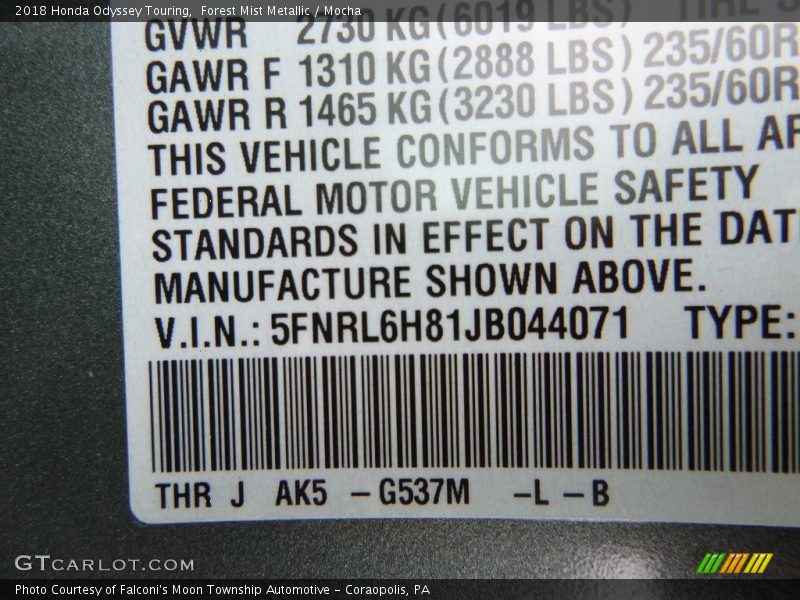 2018 Honda Odyssey Touring, Forest Mist Metallic / Mocha
GVWR 2730 KG (6019 LBS) TIRE S
GAWR F 1310 KG (2888 LBS) 235/60R
GAWR R 1465 KG (3230 LBS) 235/60R
THIS VEHICLE CONFORMS TO ALL AP
FEDERAL MOTOR VEHICLE SAFETY
STANDARDS IN EFFECT ON THE DAT
MANUFACTURE SHOWN ABOVE.
V.I.N.: 5FNRL6H81JB044071 TYPE:
THR J AK5 – G537M –L – B
GTCARLOT.COM
Photo Courtesy of Falconi's Moon Township Automotive – Coraopolis, PA